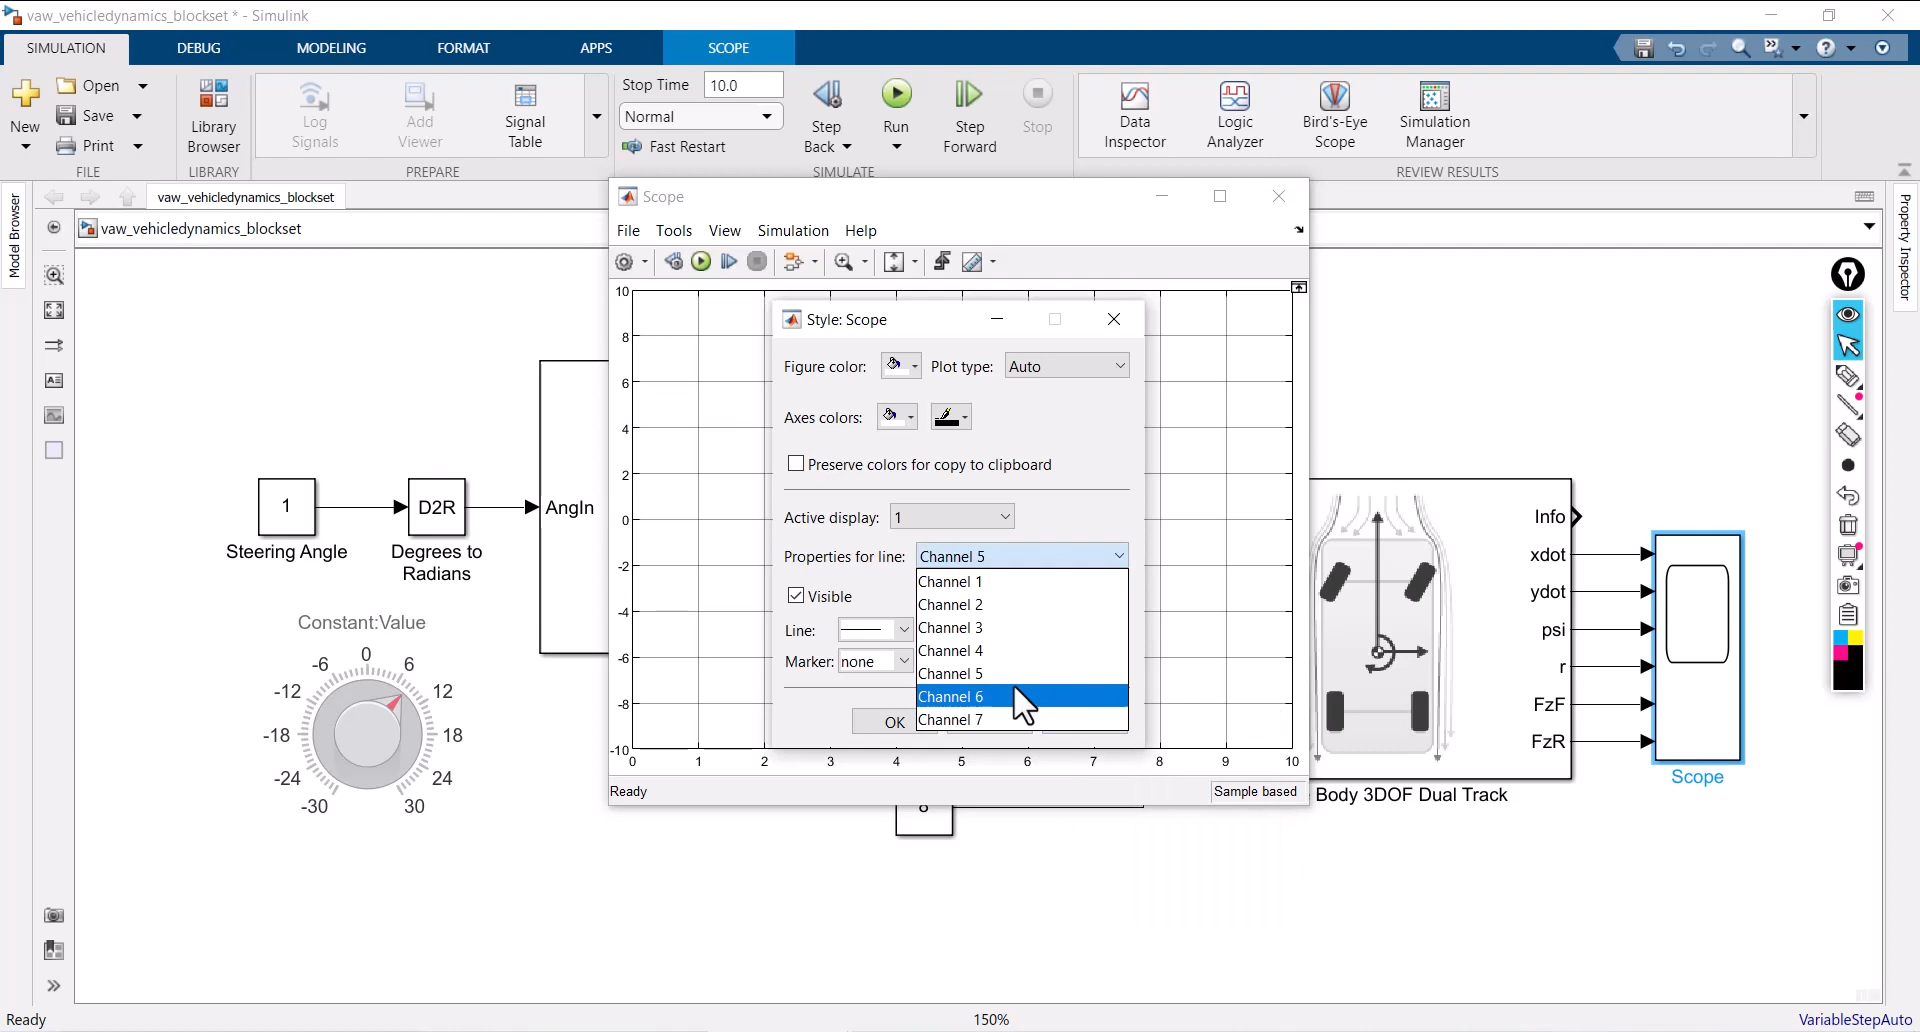 vaw_vehicledynamics_blockset * - Simulink
SIMULATION DEBUG MODELING FORMAT APPS SCOPE
New
Open
Save
Print
FILE
Library Browser
LIBRARY
Log Signals
Add Viewer
Signal Table
PREPARE
Stop Time 10.0
Normal
Fast Restart
Step Back
Run
Step Forward
Stop
SIMULATE
Data Inspector
Logic Analyzer
Bird's-Eye Scope
Simulation Manager
REVIEW RESULTS
Model Browser
vaw_vehicledynamics_blockset
vaw_vehicledynamics_blockset
Property Inspector
Scope
File Tools View Simulation Help
10
8
6
4
2
0
-2
-4
-6
-8
-10
0 1 2 3 4 5 6 7 8 9 10
Ready
Sample based
Style: Scope
Figure color: Plot type: Auto
Axes colors:
Preserve colors for copy to clipboard
Active display: 1
Properties for line: Channel 5
Channel 1
Channel 2
Channel 3
Channel 4
Channel 5
Channel 6
Channel 7
Visible
Line:
Marker: none
OK
1
Steering Angle
D2R
Degrees to
Radians
AngIn
Constant:Value
0
-6 6
-12 12
-18 18
-24 24
-30 30
Info
xdot
ydot
psi
r
FzF
FzR
Body 3DOF Dual Track
Scope
Ready
150%
VariableStepAuto